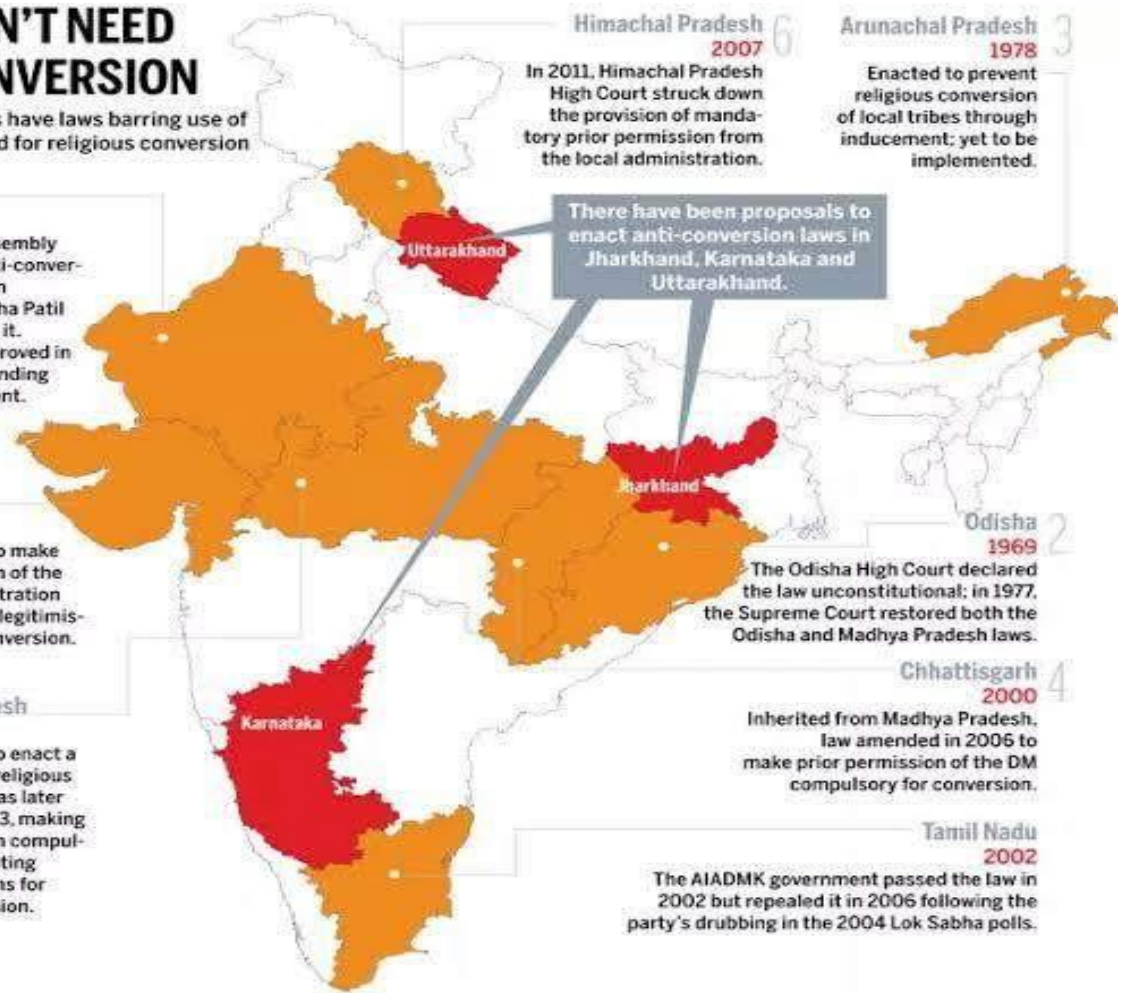 N'T NEED
NVERSION
s have laws barring use of
d for religious conversion
Himachal Pradesh 6
2007
In 2011, Himachal Pradesh
High Court struck down
the provision of manda-
tory prior permission from
the local administration.
Arunachal Pradesh 3
1978
Enacted to prevent
religious conversion
of local tribes through
inducement; yet to be
implemented.
There have been proposals to
enact anti-conversion laws in
Jharkhand, Karnataka and
Uttarakhand.
Uttarakhand
sembly
i-conver-
n
ha Patil
it.
roved in
nding
nt.
Jharkhand
o make
n of the
tration
legitimis-
nversion.
Odisha 2
1969
The Odisha High Court declared
the law unconstitutional; in 1977,
the Supreme Court restored both the
Odisha and Madhya Pradesh laws.
Chhattisgarh 4
2000
Inherited from Madhya Pradesh,
law amended in 2006 to
make prior permission of the DM
compulsory for conversion.
sh
o enact a
religious
as later
3, making
n compul-
ting
ns for
ion.
Karnataka
Tamil Nadu
2002
The AIADMK government passed the law in
2002 but repealed it in 2006 following the
party's drubbing in the 2004 Lok Sabha polls.